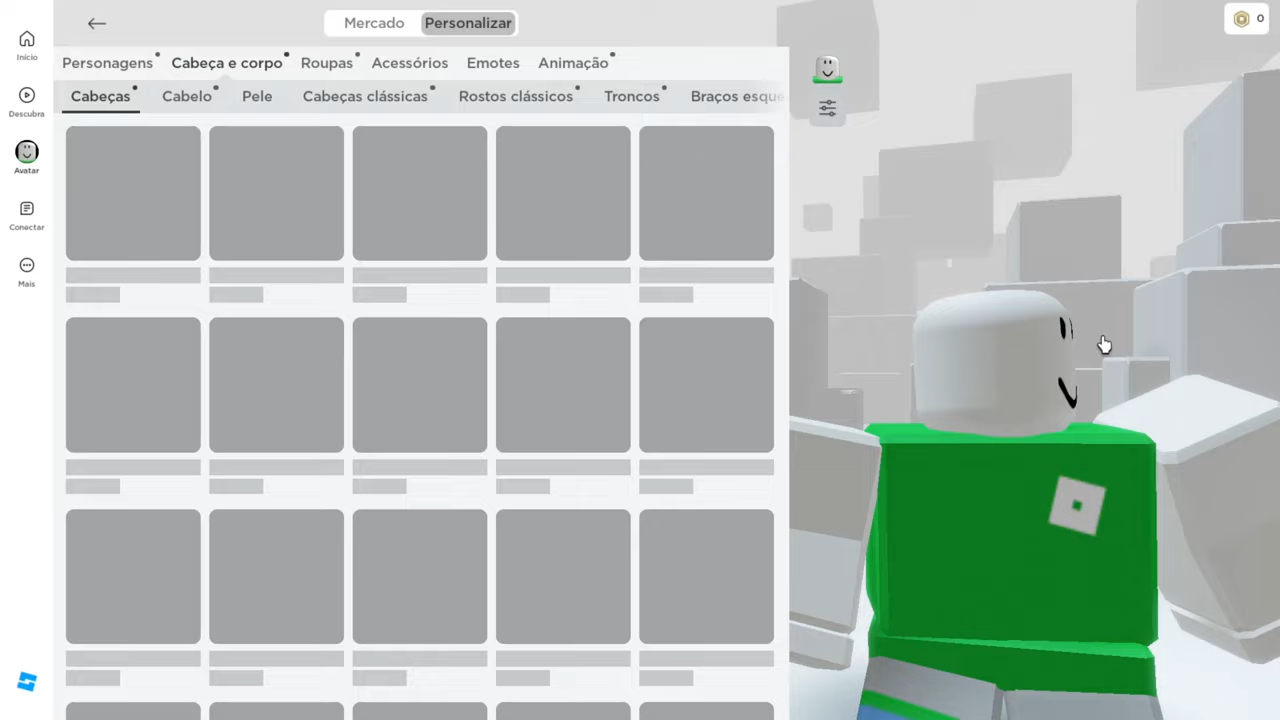 Mercado
Personalizar
0
Início
Descubra
Avatar
Conectar
Mais
Personagens
Cabeça e corpo
Roupas
Acessórios
Emotes
Animação
Cabeças
Cabelo
Pele
Cabeças clássicas
Rostos clássicos
Troncos
Braços esque